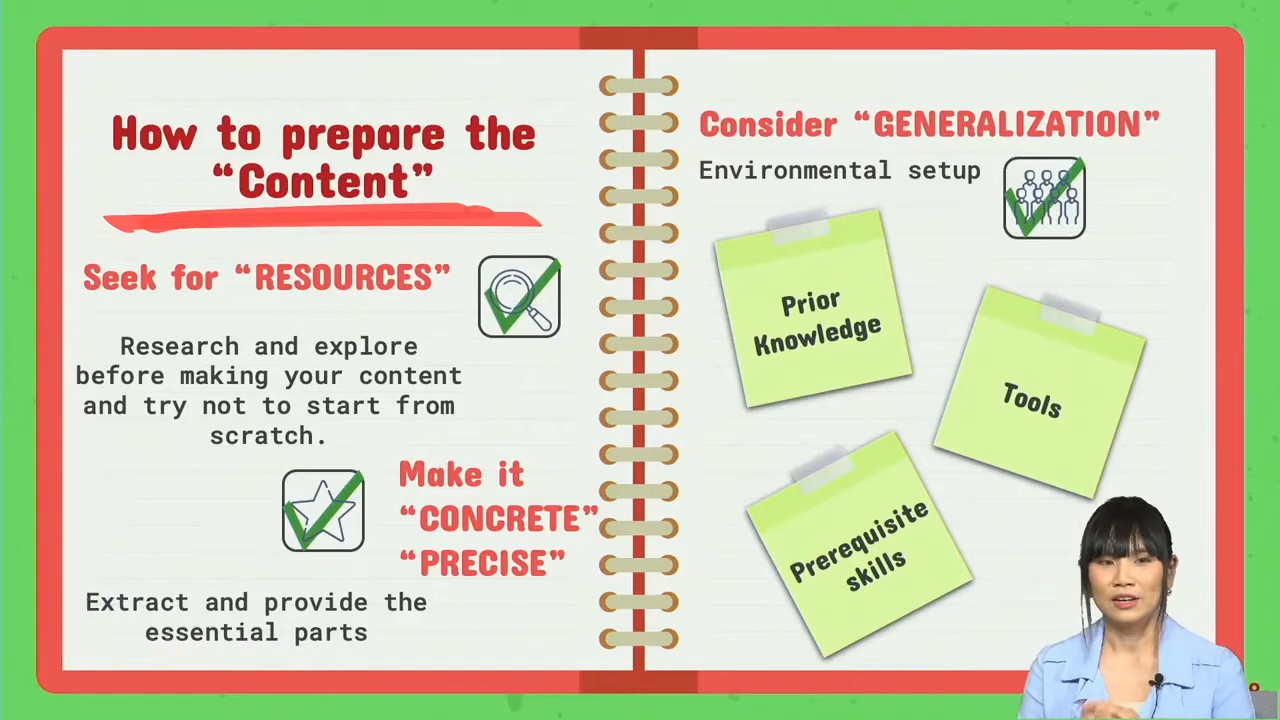 How to prepare the
“Content”
Seek for “RESOURCES”
Research and explore
before making your content
and try not to start from
scratch.
Make it
“CONCRETE”
“PRECISE”
Extract and provide the
essential parts
Consider “GENERALIZATION”
Environmental setup
Prior
Knowledge
Tools
Prerequisite
skills